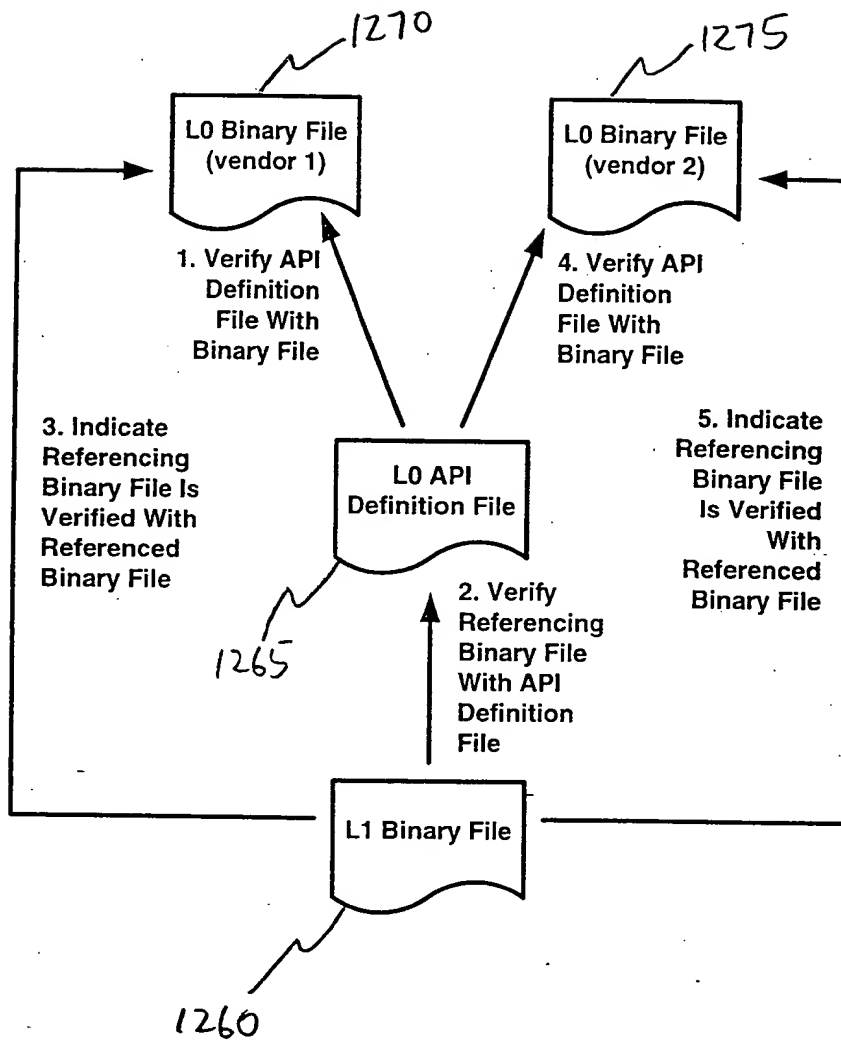 1270
1275
L0 Binary File
(vendor 1)
L0 Binary File
(vendor 2)
1. Verify API
Definition
File With
Binary File
4. Verify API
Definition
File With
Binary File
3. Indicate
Referencing
Binary File Is
Verified With
Referenced
Binary File
L0 API
Definition File
5. Indicate
Referencing
Binary File
Is Verified
With
Referenced
Binary File
1265
2. Verify
Referencing
Binary File
With API
Definition
File
L1 Binary File
1260